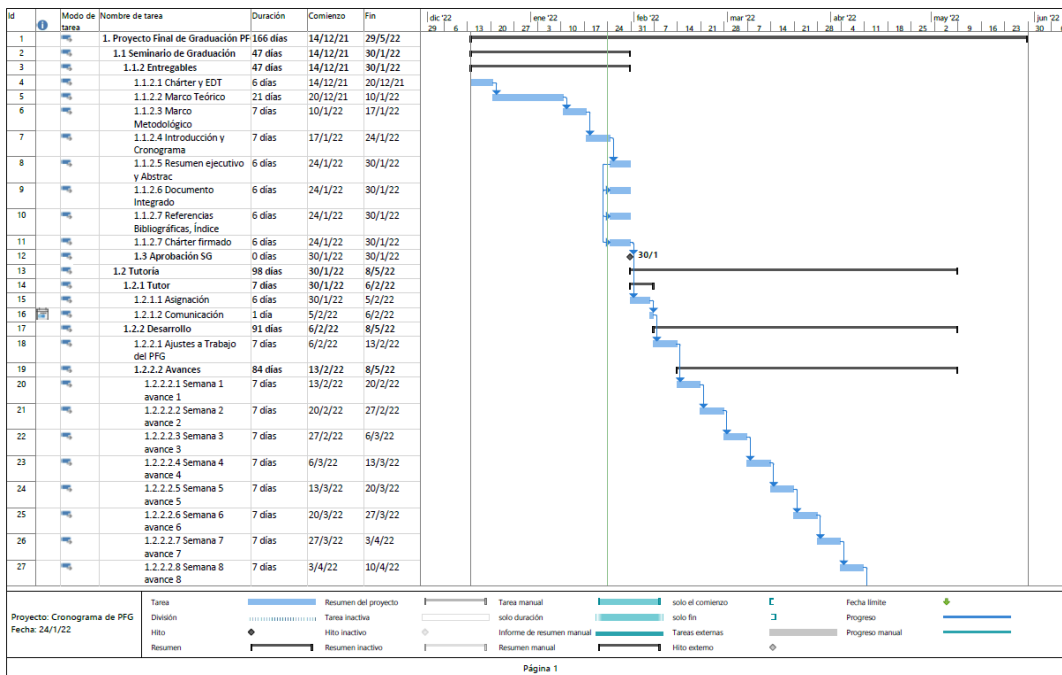 Id Modo de tarea Nombre de tarea Duración Comienzo Fin
dic '22 ene '22 feb '22 mar '22 abr '22 may '22 jun '22
29 6 13 20 27 3 10 17 24 31 7 14 21 28 7 14 21 28 4 11 18 25 2 9 16 23 30 6
1 1. Proyecto Final de Graduación PF 166 días 14/12/21 29/5/22
2 1.1 Seminario de Graduación 47 días 14/12/21 30/1/22
3 1.1.2 Entregables 47 días 14/12/21 30/1/22
4 1.1.2.1 Chárter y EDT 6 días 14/12/21 20/12/21
5 1.1.2.2 Marco Teórico 21 días 20/12/21 10/1/22
6 1.1.2.3 Marco Metodológico 7 días 10/1/22 17/1/22
7 1.1.2.4 Introducción y Cronograma 7 días 17/1/22 24/1/22
8 1.1.2.5 Resumen ejecutivo y Abstrac 6 días 24/1/22 30/1/22
9 1.1.2.6 Documento Integrado 6 días 24/1/22 30/1/22
10 1.1.2.7 Referencias Bibliográficas, Índice 6 días 24/1/22 30/1/22
11 1.1.2.7 Chárter firmado 6 días 24/1/22 30/1/22
12 1.3 Aprobación SG 0 días 30/1/22 30/1/22 30/1
13 1.2 Tutoría 98 días 30/1/22 8/5/22
14 1.2.1 Tutor 7 días 30/1/22 6/2/22
15 1.2.1.1 Asignación 6 días 30/1/22 5/2/22
16 1.2.1.2 Comunicación 1 día 5/2/22 6/2/22
17 1.2.2 Desarrollo 91 días 6/2/22 8/5/22
18 1.2.2.1 Ajustes a Trabajo del PFG 7 días 6/2/22 13/2/22
19 1.2.2.2 Avances 84 días 13/2/22 8/5/22
20 1.2.2.2.1 Semana 1 avance 1 7 días 13/2/22 20/2/22
21 1.2.2.2.2 Semana 2 avance 2 7 días 20/2/22 27/2/22
22 1.2.2.2.3 Semana 3 avance 3 7 días 27/2/22 6/3/22
23 1.2.2.2.4 Semana 4 avance 4 7 días 6/3/22 13/3/22
24 1.2.2.2.5 Semana 5 avance 5 7 días 13/3/22 20/3/22
25 1.2.2.2.6 Semana 6 avance 6 7 días 20/3/22 27/3/22
26 1.2.2.2.7 Semana 7 avance 7 7 días 27/3/22 3/4/22
27 1.2.2.2.8 Semana 8 avance 8 7 días 3/4/22 10/4/22
Proyecto: Cronograma de PFG
Fecha: 24/1/22
Tarea Resumen del proyecto Tarea manual solo el comienzo Fecha límite
División Tarea inactiva solo duración solo fin Progreso
Hito Hito inactivo Informe de resumen manual Tareas externas Progreso manual
Resumen Resumen inactivo Resumen manual Hito externo
Página 1